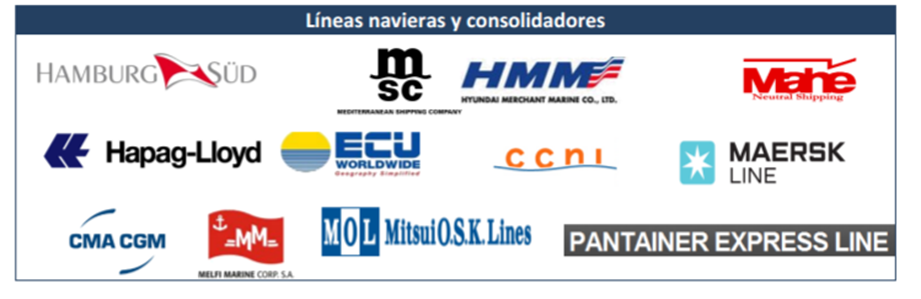 Líneas navieras y consolidadores
HAMBURG SÜD
msc
MEDITERRANEAN SHIPPING COMPANY
HMM
HYUNDAI MERCHANT MARINE CO., LTD.
Mahe
Neutral Shipping
Hapag-Lloyd
ECU
WORLDWIDE
Geography Simplified
ccni
MAERSK
LINE
CMA CGM
MM
MELFI MARINE CORP. S.A.
MOL Mitsui O.S.K. Lines
PANTAINER EXPRESS LINE